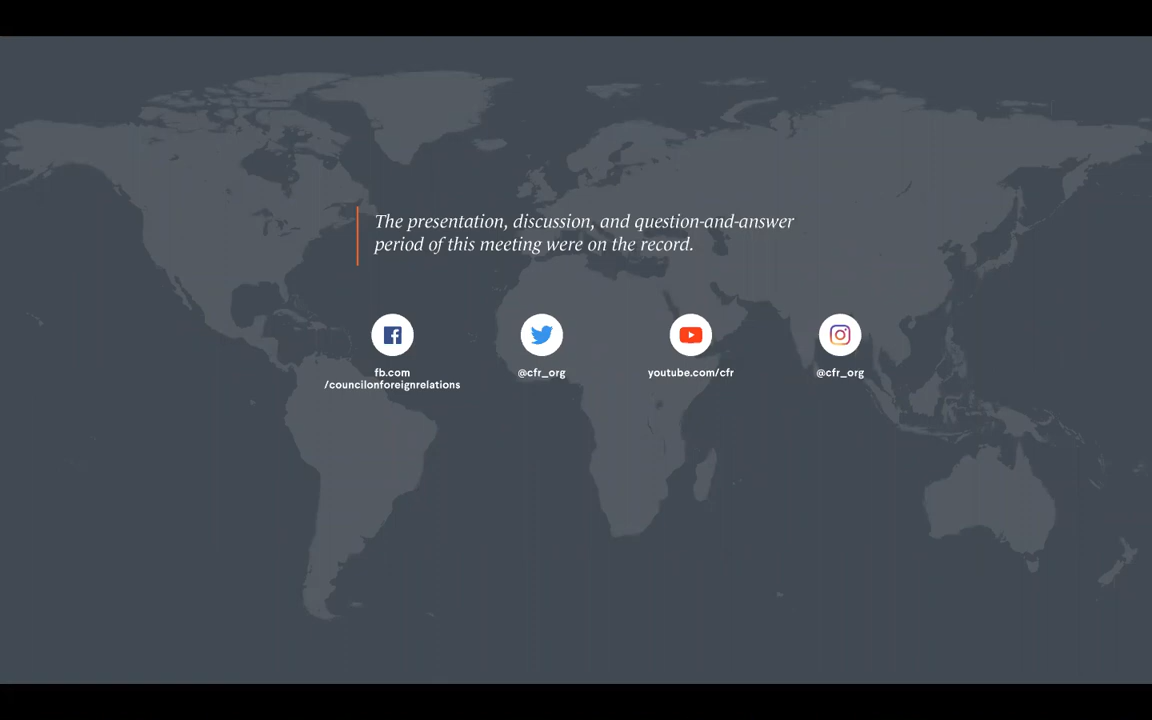 The presentation, discussion, and question-and-answer
period of this meeting were on the record.
fb.com
/councilonforeignrelations
@cfr_org
youtube.com/cfr
@cfr_org